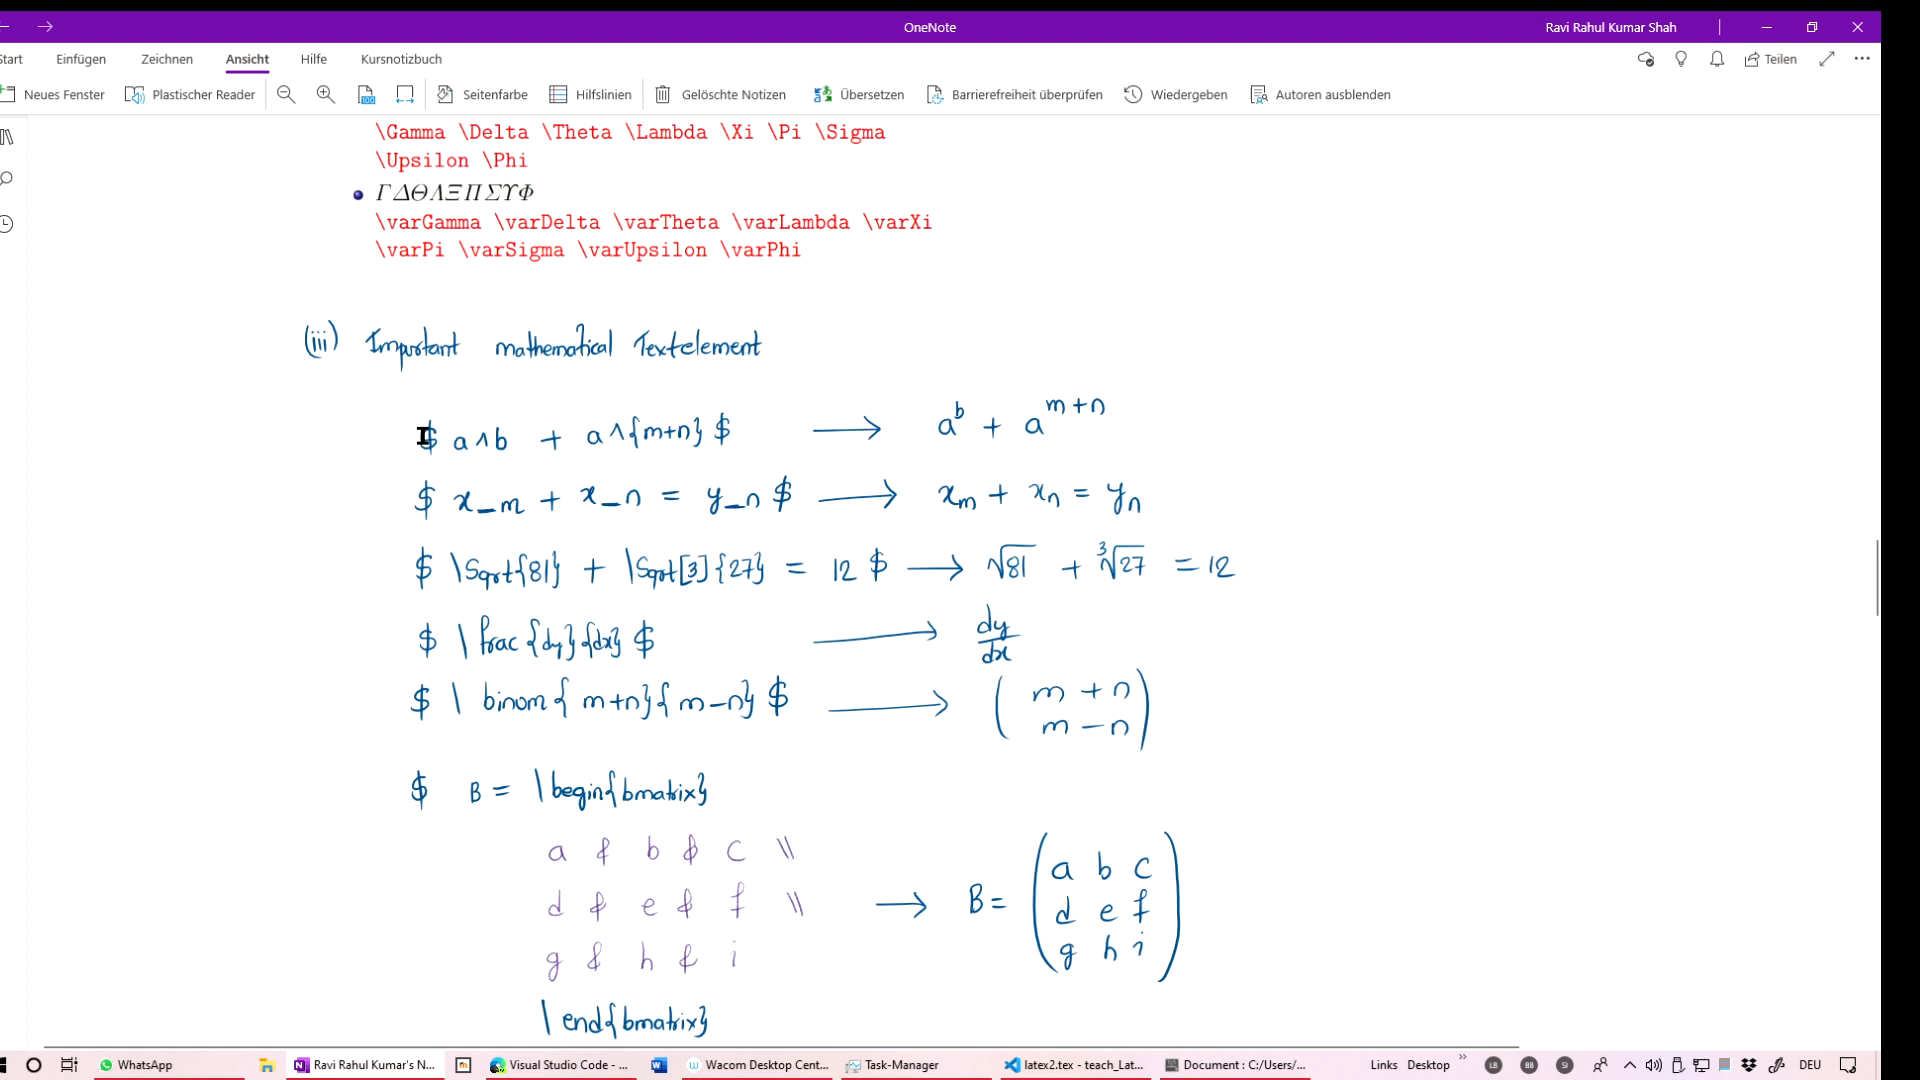 OneNote
Ravi Rahul Kumar Shah
Start Einfügen Zeichnen Ansicht Hilfe Kursnotizbuch Teilen
Neues Fenster Plastischer Reader Seitenfarbe Hilfslinien Gelöschte Notizen Übersetzen Barrierefreiheit überprüfen Wiedergeben Autoren ausblenden
\Gamma \Delta \Theta \Lambda \Xi \Pi \Sigma
\Upsilon \Phi
ΓΔΘΛΞΠΣΥΦ
\varGamma \varDelta \varTheta \varLambda \varXi
\varPi \varSigma \varUpsilon \varPhi
(iii) Important mathematical Textelement
$ a^b + a^{m+n} $ → a^b + a^{m+n}
$ x_m + x_n = y_n $ → x_m + x_n = y_n
$ \Sqrt{81} + \Sqrt[3]{27} = 12 $ → √81 + ³√27 = 12
$ \frac{dy}{dx} $ → dy/dx
$ \ binom{ m+n}{ m-n} $ → ( m + n
m - n )
$ B = \begin{bmatrix}
a & b & c \\
d & e & f \\ → B = ( a b c
d e f
g h i )
g & h & i
\end{bmatrix}
WhatsApp Ravi Rahul Kumar's N... Visual Studio Code - ... Wacom Desktop Cent... Task-Manager latex2.tex - teach_Lat... Document : C:/Users/... Links Desktop LB BB SI DEU